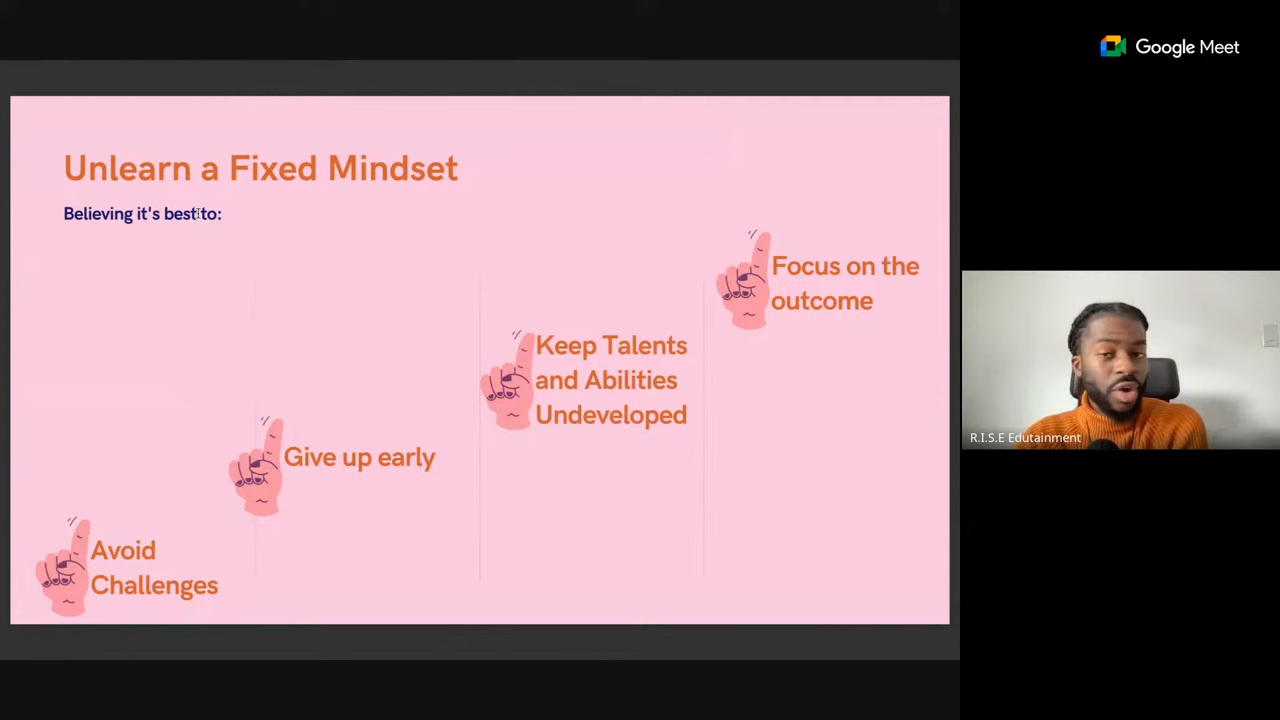 Google Meet
Unlearn a Fixed Mindset
Believing it's best to:
Focus on the
outcome
Keep Talents
and Abilities
Undeveloped
Give up early
Avoid
Challenges
R.I.S.E Edutainment